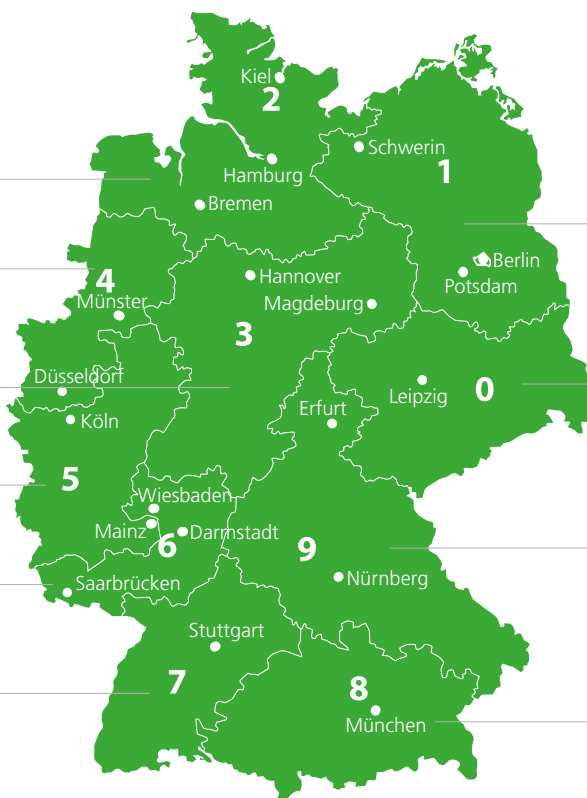 Kiel
2
Schwerin
1
Hamburg
Bremen
Berlin
Hannover
Potsdam
4
Münster
Magdeburg
3
Düsseldorf
Leipzig
0
Erfurt
Köln
5
Wiesbaden
Mainz
6
Darmstadt
9
Saarbrücken
Nürnberg
Stuttgart
7
8
München